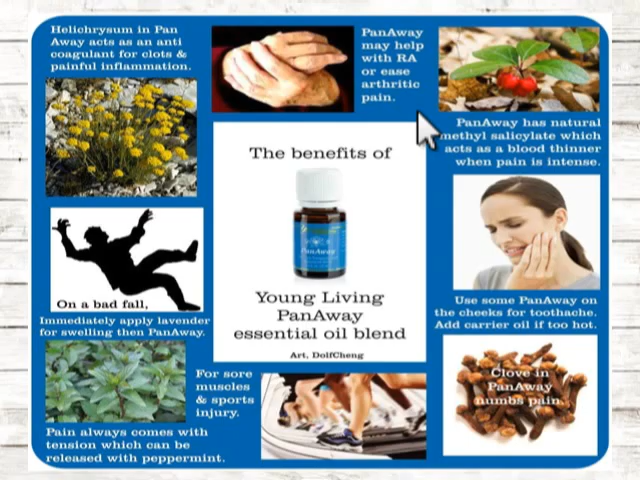 Helichrysum in Pan
Away acts as an anti
coagulant for clots &
painful inflammation.
PanAway
may help
with RA
or ease
arthritic
pain.
PanAway has natural
methyl salicylate which
acts as a blood thinner
when pain is intense.
The benefits of
PanAway
Young Living
PanAway
essential oil blend
Art, DolfCheng
On a bad fall,
Immediately apply lavender
for swelling then PanAway.
Use some PanAway on
the cheeks for toothache.
Add carrier oil if too hot.
For sore
muscles
& sports
injury.
Clove in
PanAway
numbs pain.
Pain always comes with
tension which can be
released with peppermint.